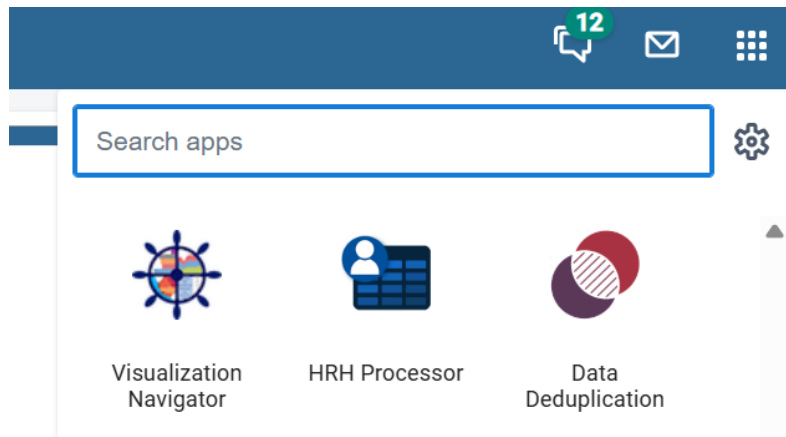 12
Search apps
Visualization
Navigator
HRH Processor
Data
Deduplication